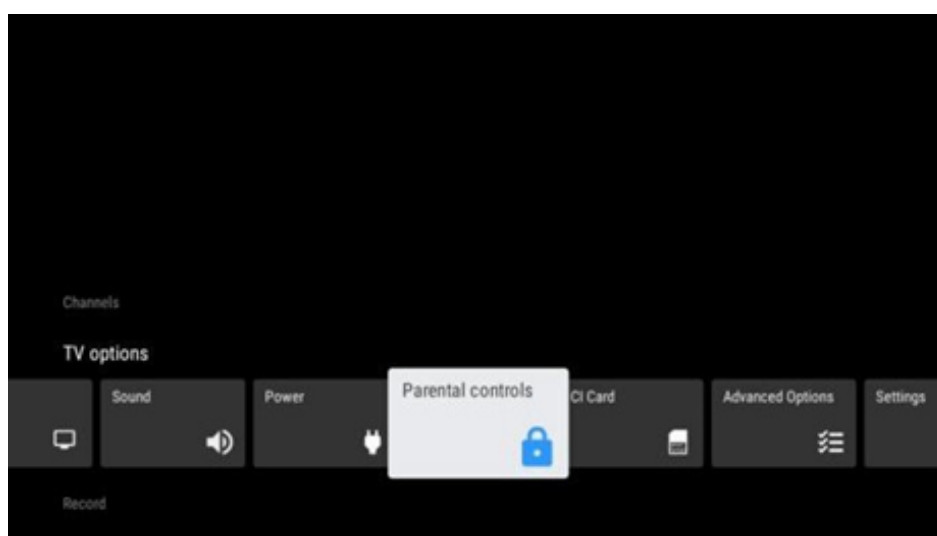 Channels
TV options
Sound
Power
Parental controls
CI Card
Advanced Options
Settings
Record